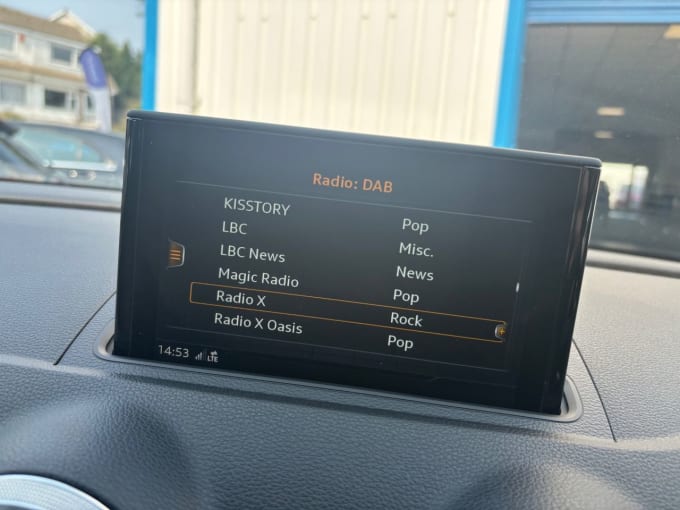 Radio: DAB
KISSTORY Pop
LBC Misc.
LBC News News
Magic Radio Pop
Radio X Rock
Radio X Oasis Pop
14:53 LTE